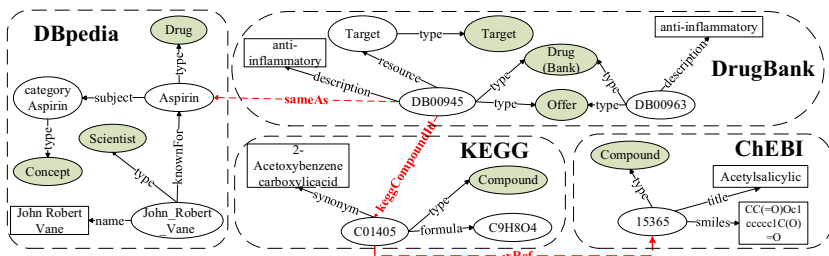 DBpedia
Drug
type
category
Aspirin
subject
Aspirin
type
Scientist
Concept
type
knownFor
John Robert
Vane
name
John_Robert
_Vane
DrugBank
anti-
inflammatory
Target
type
Target
anti-inflammatory
resource
description
Drug
(Bank)
description
type
type
sameAs
DB00945
type
Offer
type
DB00963
keggCompoundId
KEGG
2-
Acetoxybenzene
carboxylicacid
Compound
synonym
type
C01405
formula
C9H8O4
xRef
ChEBI
Compound
Acetylsalicylic
type
title
15365
smiles
CC(=O)Oc1
ccccc1C(O)
=O